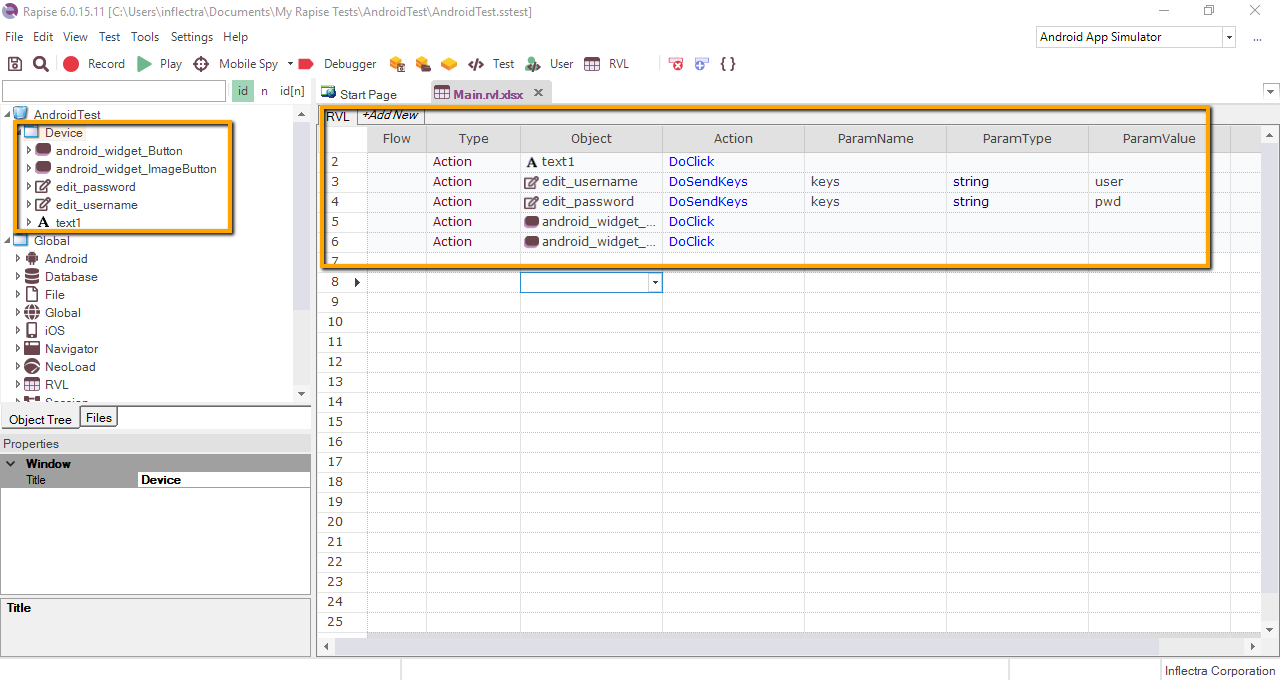 Rapise 6.0.15.11 [C:\Users\inflectra\Documents\My Rapise Tests\AndroidTest\AndroidTest.sstest]
File Edit View Test Tools Settings Help
Android App Simulator ...
Record Play Mobile Spy Debugger Test User RVL { }
id n id[n]
Start Page Main.rvl.xlsx
AndroidTest
Device
android_widget_Button
android_widget_ImageButton
edit_password
edit_username
A text1
Global
Android
Database
File
Global
iOS
Navigator
NeoLoad
RVL
Object Tree Files
Properties
Window
Title Device
Title
RVL +Add New
Flow Type Object Action ParamName ParamType ParamValue
2 Action A text1 DoClick
3 Action edit_username DoSendKeys keys string user
4 Action edit_password DoSendKeys keys string pwd
5 Action android_widget_... DoClick
6 Action android_widget_... DoClick
7
8
9
10
11
12
13
14
15
16
17
18
19
20
21
22
23
24
25
Inflectra Corporation